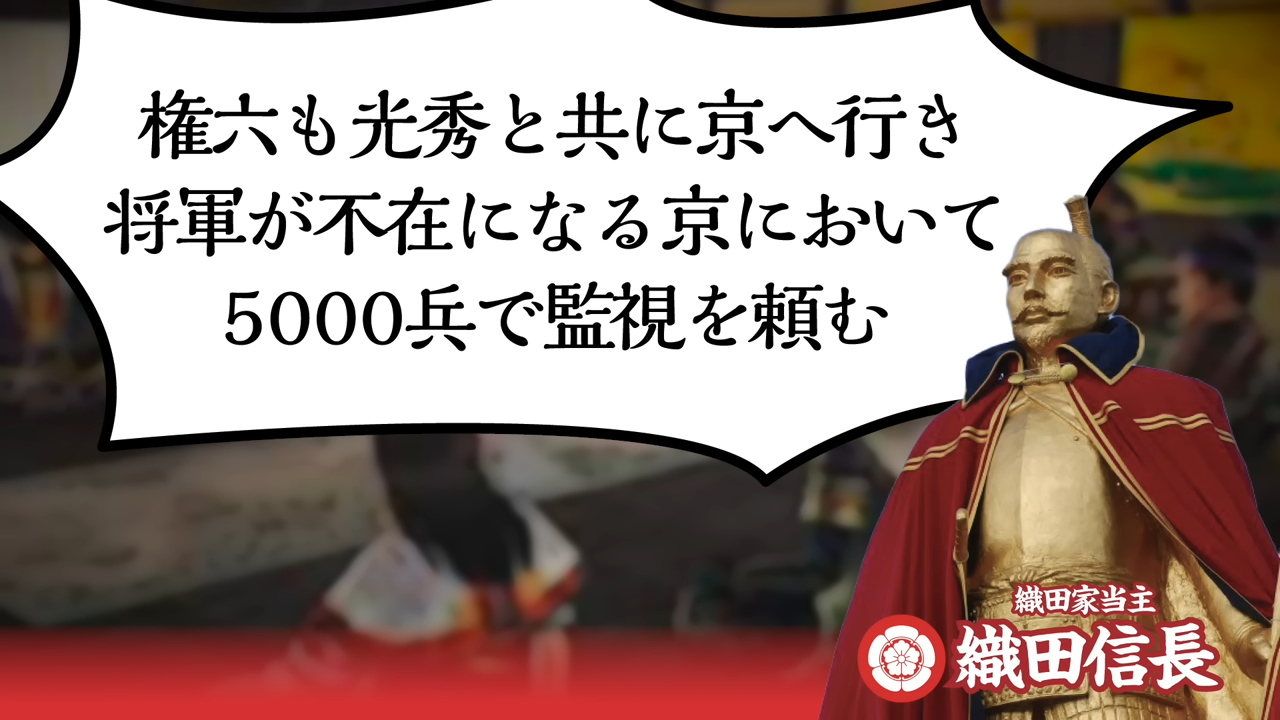 権六も光秀と共に京へ行き
将軍が不在になる京において
5000兵で監視を頼む
織田家当主
織田信長